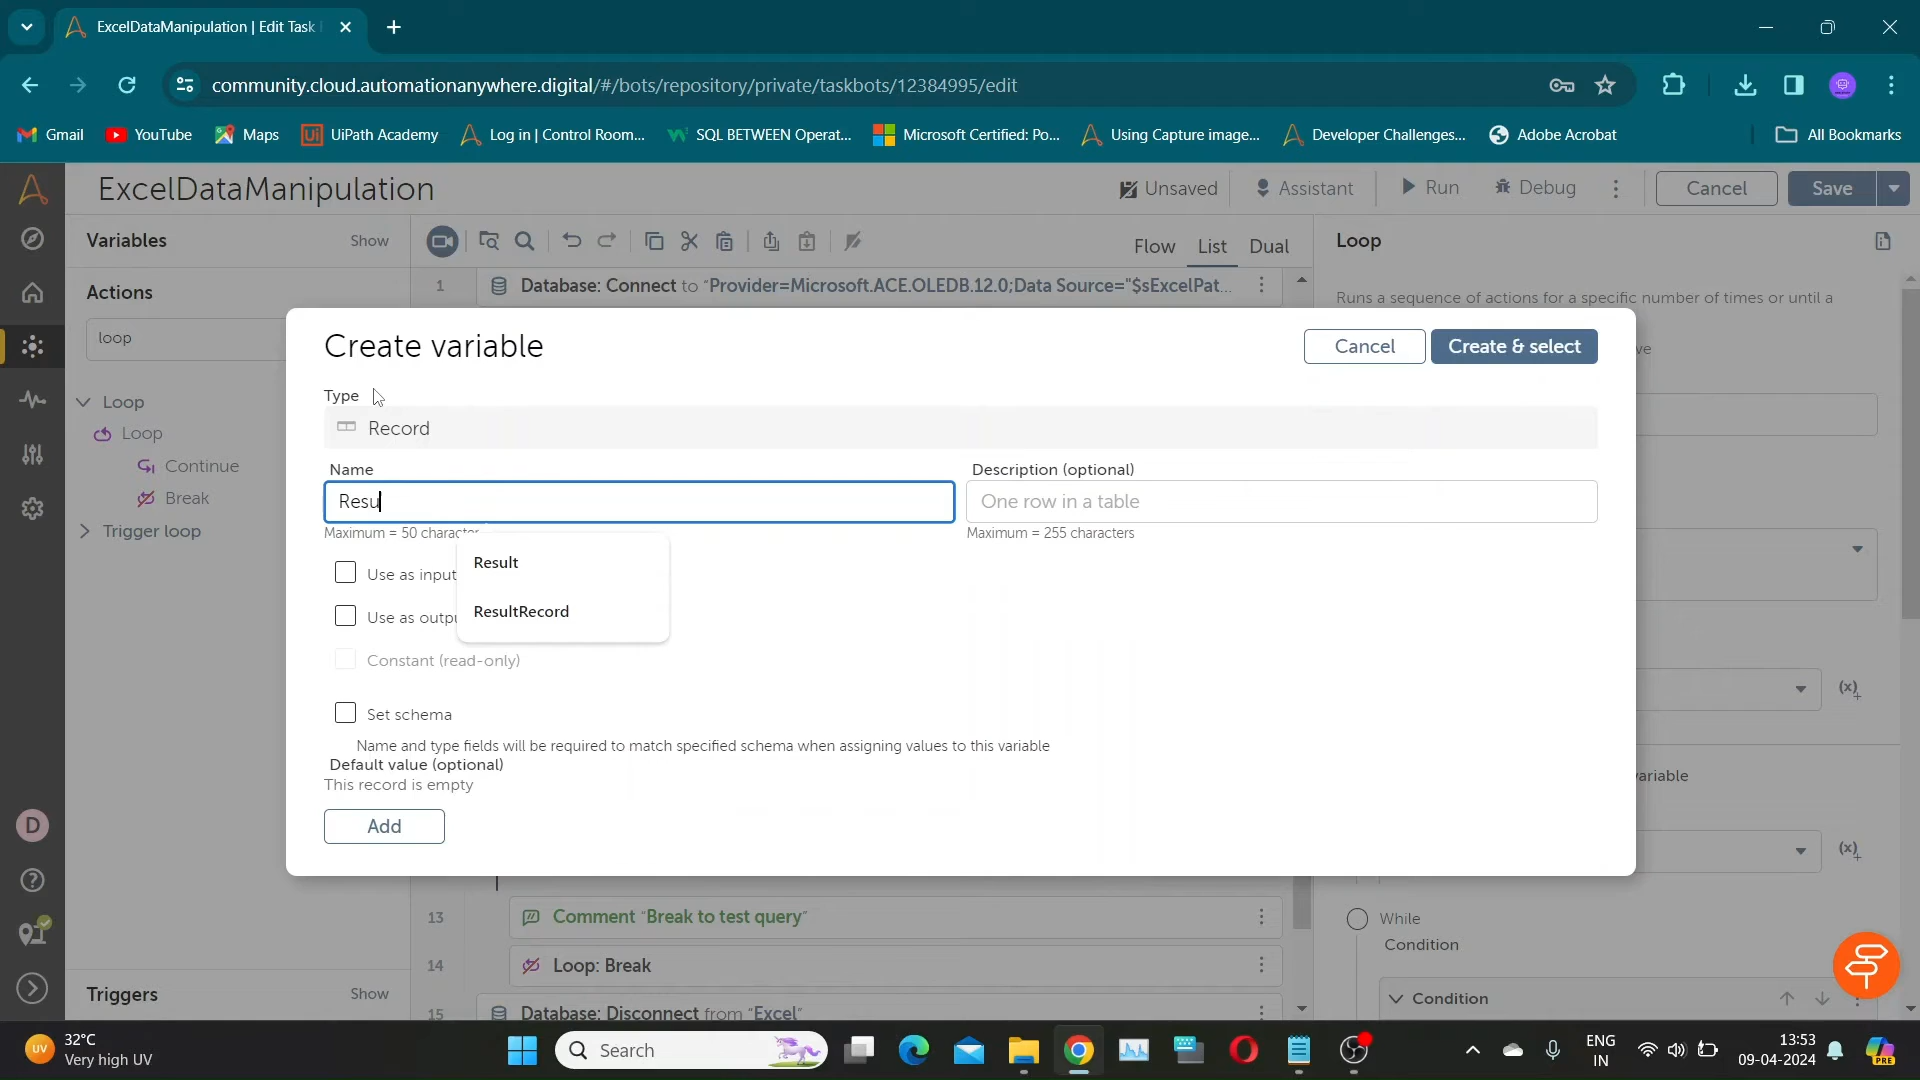 ExcelDataManipulation | Edit Task
community.cloud.automationanywhere.digital/#/bots/repository/private/taskbots/12384995/edit
Gmail YouTube Maps UiPath Academy Log in | Control Room... SQL BETWEEN Operat... Microsoft Certified: Po... Using Capture image... Developer Challenges... Adobe Acrobat All Bookmarks
ExcelDataManipulation Unsaved Assistant Run Debug Cancel Save
Variables Show Flow List Dual Loop
Actions 1 Database: Connect to “Provider=Microsoft.ACE.OLEDB.12.0;Data Source="$sExcelPat...
Runs a sequence of actions for a specific number of times or until a
loop
Create variable Cancel Create & select
Type
Record
Loop
Loop
Continue
Break
Trigger loop
Name Description (optional)
Resu One row in a table
Maximum = 50 Maximum = 255 characters
Result
Use as input
ResultRecord
Use as outp
Constant (read-only)
Set schema
Name and type fields will be required to match specified schema when assigning values to this variable
Default value (optional)
This record is empty
Add
13 Comment “Break to test query”
While
Condition
14 Loop: Break
Triggers Show
Condition
15 Database: Disconnect from “Excel”
D
UV 32°C
Very high UV
Search
ENG
IN
13:53
09-04-2024
PRE